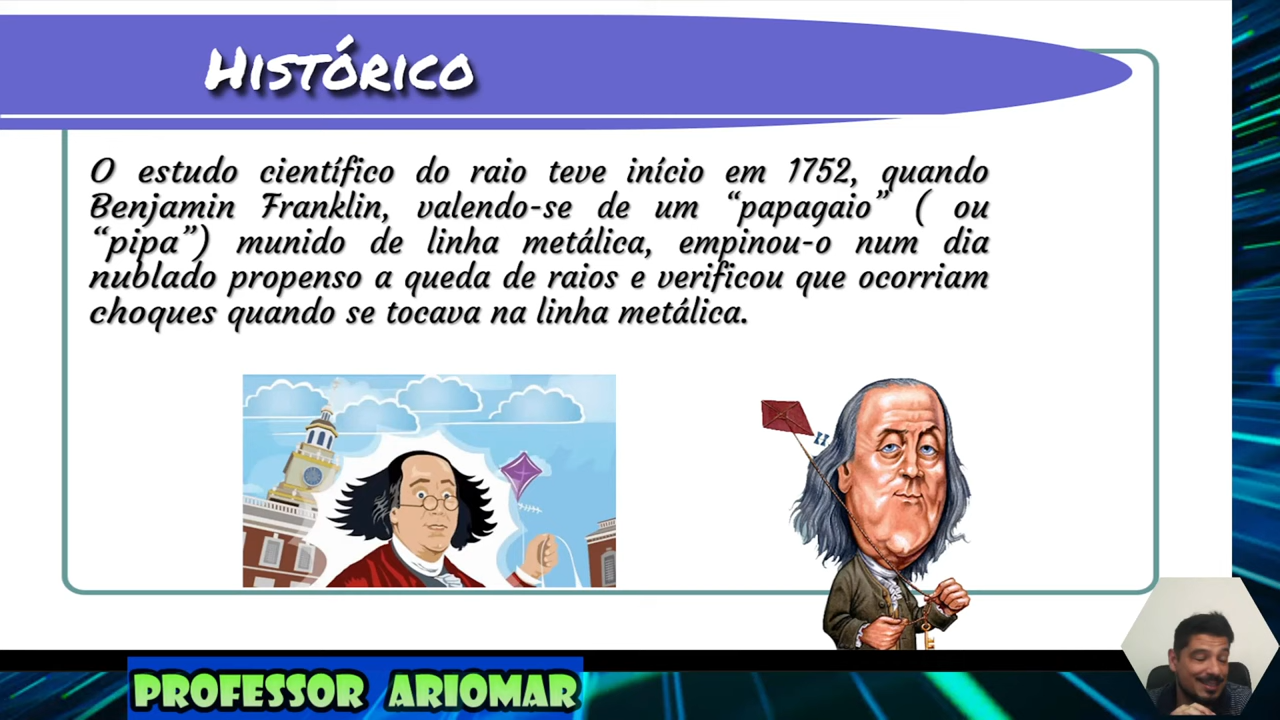 HISTÓRICO
O estudo científico do raio teve início em 1752, quando
Benjamin Franklin, valendo-se de um “papagaio” ( ou
“pipa”) munido de linha metálica, empinou-o num dia
nublado propenso a queda de raios e verificou que ocorriam
choques quando se tocava na linha metálica.
H
PROFESSOR ARIOMAR